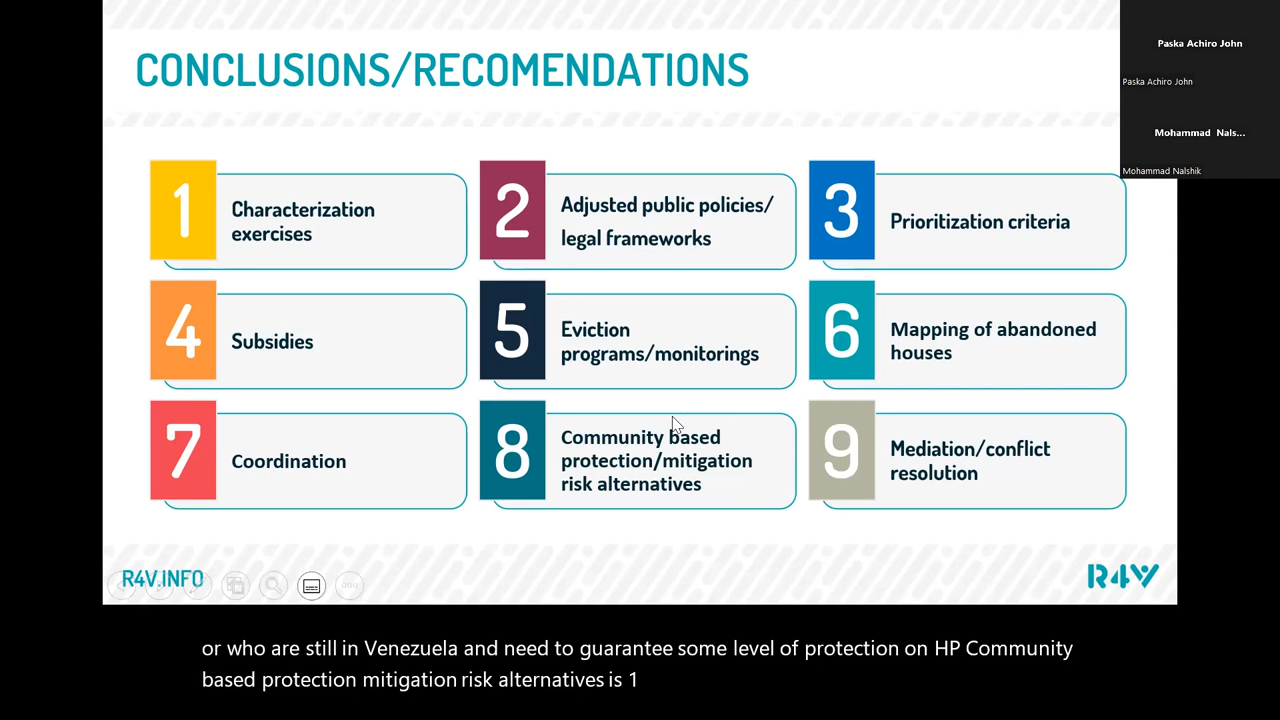 CONCLUSIONS/RECOMENDATIONS
Paska Achiro John
Paska Achiro John
Mohammad Nals...
Mohammad Nalshik
1
Characterization
exercises
2
Adjusted public policies/
legal frameworks
3
Prioritization criteria
4
Subsidies
5
Eviction
programs/monitorings
6
Mapping of abandoned
houses
7
Coordination
8
Community based
protection/mitigation
risk alternatives
9
Mediation/conflict
resolution
R4V.INFO
R4V
or who are still in Venezuela and need to guarantee some level of protection on HP Community
based protection mitigation risk alternatives is 1